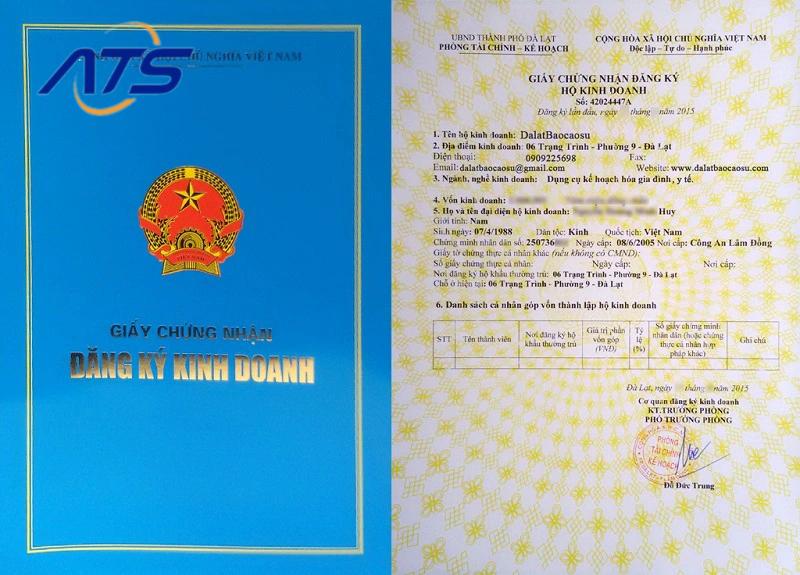 ATS
CHỦ NGHĨA VIỆT NAM
VIỆT NAM
GIẤY CHỨNG NHẬN
ĐĂNG KÝ KINH DOANH
UBND THÀNH PHỐ ĐÀ LẠT
PHÒNG TÀI CHÍNH – KẾ HOẠCH
CỘNG HÒA XÃ HỘI CHỦ NGHĨA VIỆT NAM
Độc lập – Tự do – Hạnh phúc
GIẤY CHỨNG NHẬN ĐĂNG KÝ
HỘ KINH DOANH
Số: 42024447A
Đăng ký lần đầu, ngày tháng năm 2015
1. Tên hộ kinh doanh: DalatBaocaosu
2. Địa điểm kinh doanh: 06 Trạng Trình - Phường 9 - Đà Lạt
Điện thoại: 0909225698 Fax:
Email: dalatbaocaosu@gmail.com Website: www.dalatbaocaosu.com
3. Ngành, nghề kinh doanh: Dụng cụ kế hoạch hóa gia đình, y tế.
4. Vốn kinh doanh:
5. Họ và tên đại diện hộ kinh doanh: Huy
Giới tính: Nam
Sinh ngày: 07/4/1988 Dân tộc: Kinh Quốc tịch: Việt Nam
Chứng minh nhân dân số: 250736 Ngày cấp: 08/6/2005 Nơi cấp: Công An Lâm Đồng
Giấy tờ chứng thực cá nhân khác (nếu không có CMND):
Số giấy chứng thực cá nhân: Ngày cấp: Nơi cấp:
Nơi đăng ký hộ khẩu thường trú: 06 Trạng Trình - Phường 9 - Đà Lạt
Chỗ ở hiện tại: 06 Trạng Trình - Phường 9 - Đà Lạt
6. Danh sách cá nhân góp vốn thành lập hộ kinh doanh
STT
Tên thành viên
Nơi đăng ký hộ
khẩu thường trú
Giá trị phần
vốn góp
(VNĐ)
Tỷ
lệ
(%)
Số giấy chứng minh
nhân dân (hoặc chứng
thực cá nhân hợp
pháp khác)
Ghi chú
Đà Lạt, ngày tháng năm 2015
Cơ quan đăng ký kinh doanh
KT.TRƯỞNG PHÒNG
PHÓ TRƯỞNG PHÒNG
PHÒNG
TÀI CHÍNH
KẾ HOẠCH
Đỗ Đức Trung